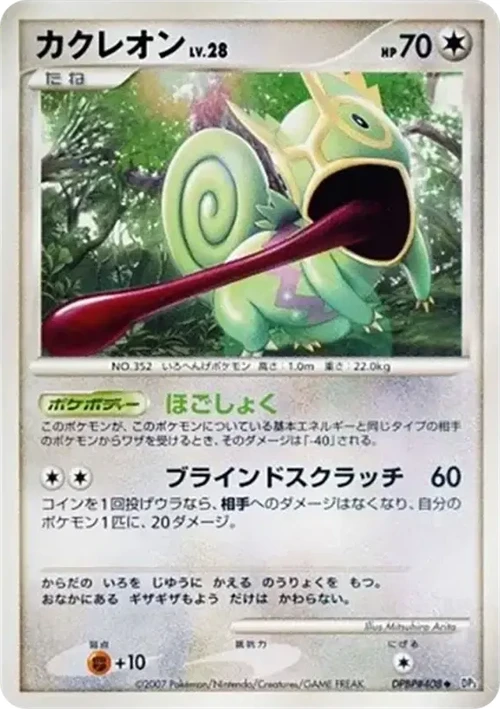 カクレオン LV.28 HP70
たね
NO.352 いろへんげポケモン 高さ:1.0m 重さ:22.0kg
ポケボディー ほごしょく
このポケモンが、このポケモンについている基本エネルギーと同じタイプの相手
のポケモンからワザを受けるとき、そのダメージは「-40」される。
ブラインドスクラッチ 60
コインを1回投げウラなら、相手へのダメージはなくなり、自分の
ポケモン1匹に、20ダメージ。
からだの いろを じゆうに かえる のうりょくを もつ。
おなかにある ギザギザもよう だけは かわらない。
Illus. Mitsuhiro Arita
弱点 抵抗力 にげる
+10
©2007 Pokémon/Nintendo/Creatures/GAME FREAK. DPBP#408 DP4